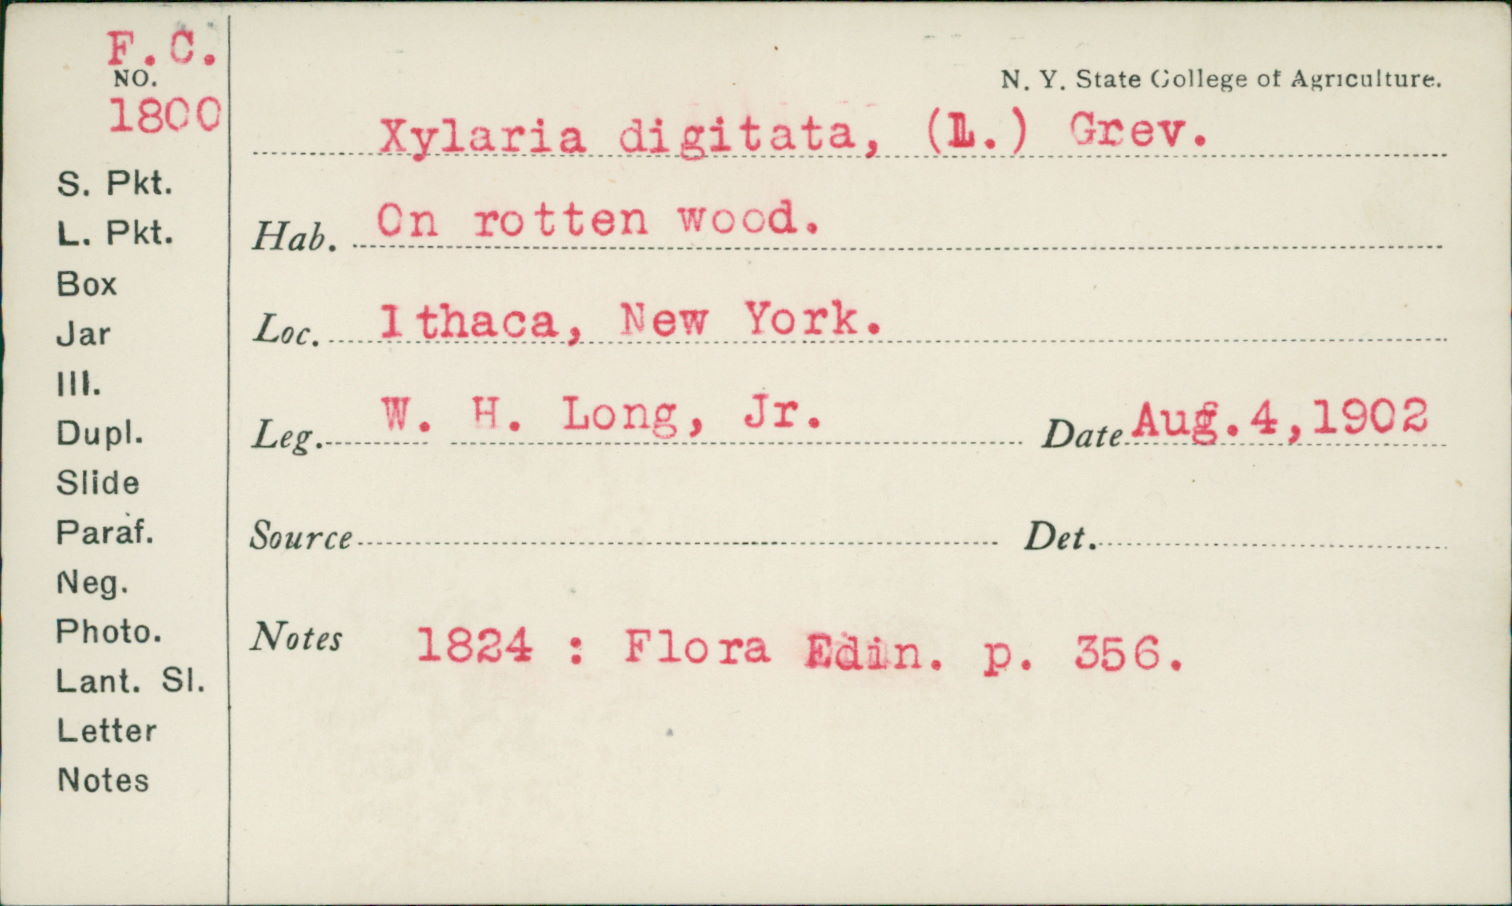 F.C.
NO.
1800
S. Pkt.
L. Pkt.
Box
Jar
Ill.
Dupl.
Slide
Paraf.
Neg.
Photo.
Lant. Sl.
Letter
Notes
N. Y. State College of Agriculture.
Xylaria digitata, (L.) Grev.
Hab. On rotten wood.
Loc. Ithaca, New York.
Leg. W. H. Long, Jr. Date Aug.4,1902
Source Det.
Notes 1824 : Flora Edin. p. 356.